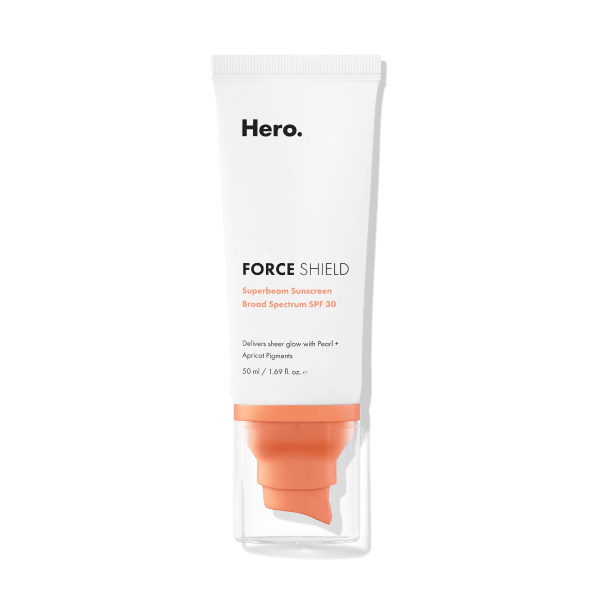 Hero.
FORCE SHIELD
Superbeam Sunscreen
Broad Spectrum SPF 30
Delivers sheer glow with Pearl +
Apricot Pigments
50 ml / 1.69 fl. oz. ℮